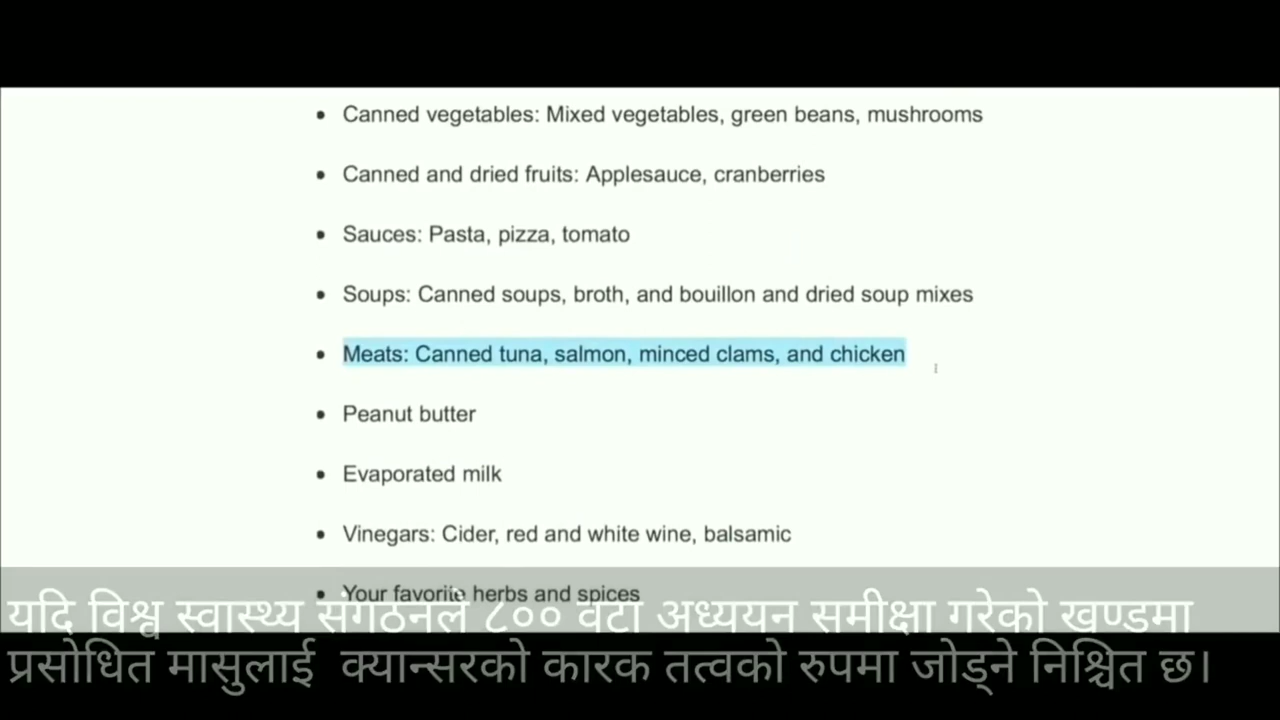 • Canned vegetables: Mixed vegetables, green beans, mushrooms
• Canned and dried fruits: Applesauce, cranberries
• Sauces: Pasta, pizza, tomato
• Soups: Canned soups, broth, and bouillon and dried soup mixes
• Meats: Canned tuna, salmon, minced clams, and chicken
• Peanut butter
• Evaporated milk
• Vinegars: Cider, red and white wine, balsamic
• Your favorite herbs and spices
यदि विश्व स्वास्थ्य संगठनले ८०० वटा अध्ययन समीक्षा गरेको खण्डमा
प्रसोधित मासुलाई क्यान्सरको कारक तत्वको रुपमा जोड्ने निश्चित छ।